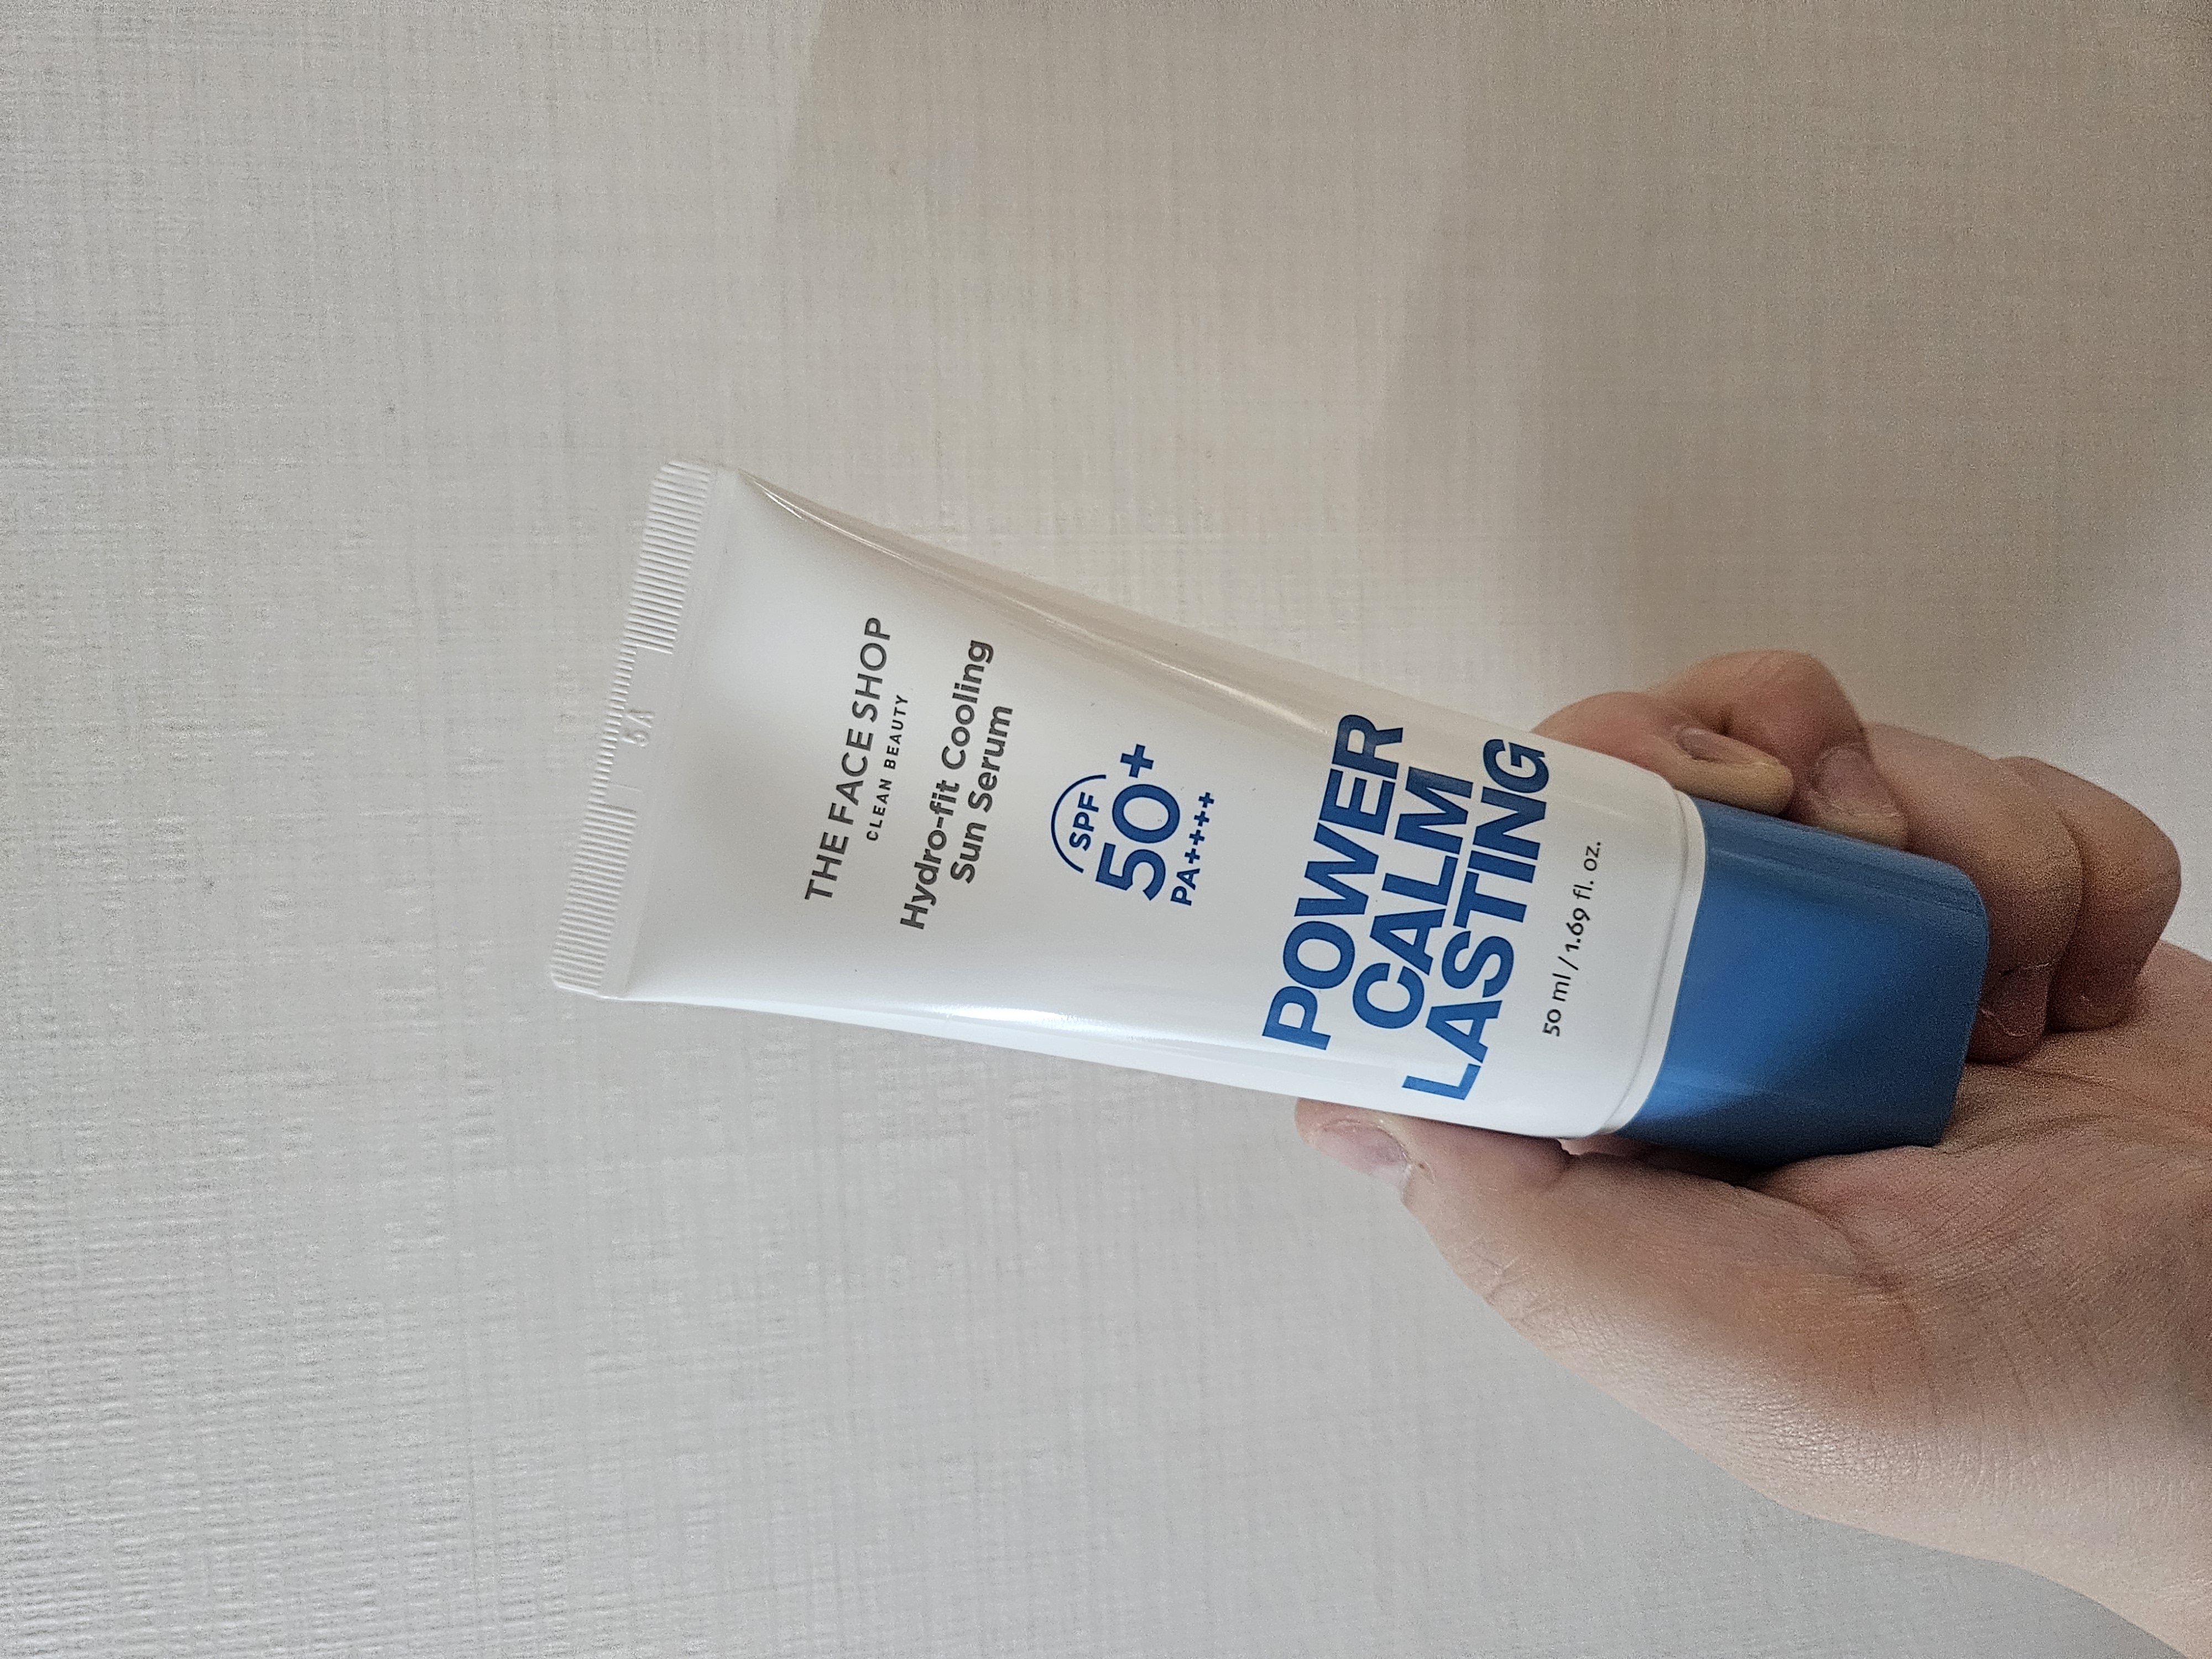 THE FACE SHOP
CLEAN BEAUTY
Hydro-fit Cooling
Sun Serum
SPF
50+
PA++++
POWER
CALM
LASTING
50 ml / 1.69 fl. oz.